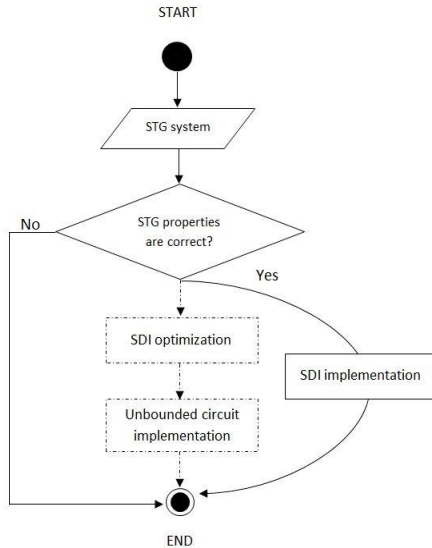 START
STG system
STG properties
are correct?
No
Yes
SDI optimization
SDI implementation
Unbounded circuit
implementation
END